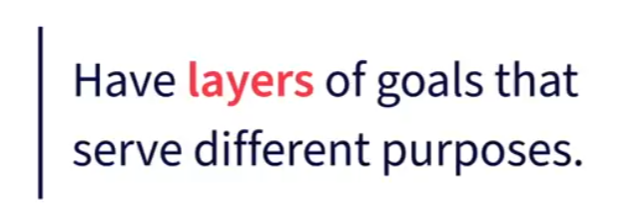 Have layers of goals that
serve different purposes.